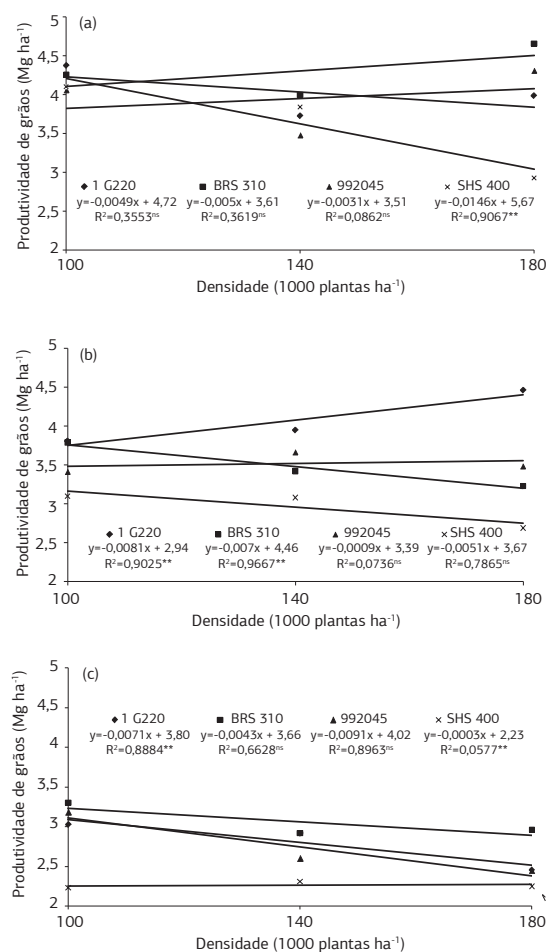 (a)
Produtividade de grãos (Mg ha⁻¹)
5
4,5
4
3,5
3
2,5
2
1 G220 BRS 310 992045 SHS 400
y=-0,0049x + 4,72 y=-0,005x + 3,61 y=-0,0031x + 3,51 y=-0,0146x + 5,67
R²=0,3553ⁿˢ R²=0,3619ⁿˢ R²=0,0862ⁿˢ R²=0,9067**
100 140 180
Densidade (1000 plantas ha⁻¹)
(b)
Produtividade de grãos (Mg ha⁻¹)
5
4,5
4
3,5
3
2,5
2
1 G220 BRS 310 992045 SHS 400
y=-0,0081x + 2,94 y=-0,007x + 4,46 y=-0,0009x + 3,39 y=-0,0051x + 3,67
R²=0,9025** R²=0,9667** R²=0,0736ⁿˢ R²=0,7865ⁿˢ
100 140 180
Densidade (1000 plantas ha⁻¹)
(c)
Produtividade de grãos (Mg ha⁻¹)
5
4,5
4
3,5
3
2,5
2
1 G220 BRS 310 992045 SHS 400
y=-0,0071x + 3,80 y=-0,0043x + 3,66 y=-0,0091x + 4,02 y=-0,0003x + 2,23
R²=0,8884** R²=0,6628ⁿˢ R²=0,8963ⁿˢ R²=0,0577**
100 140 180
Densidade (1000 plantas ha⁻¹)